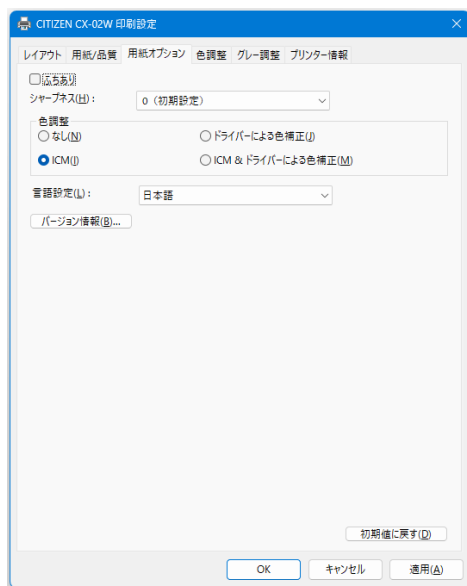 CITIZEN CX-02W 印刷設定
レイアウト 用紙/品質 用紙オプション 色調整 グレー調整 プリンター情報
ふちあり
シャープネス(H)： 0（初期設定）
色調整
なし(N) ドライバーによる色補正(J)
ICM(I) ICM & ドライバーによる色補正(M)
言語設定(L)： 日本語
バージョン情報(B)...
初期値に戻す(D)
OK キャンセル 適用(A)